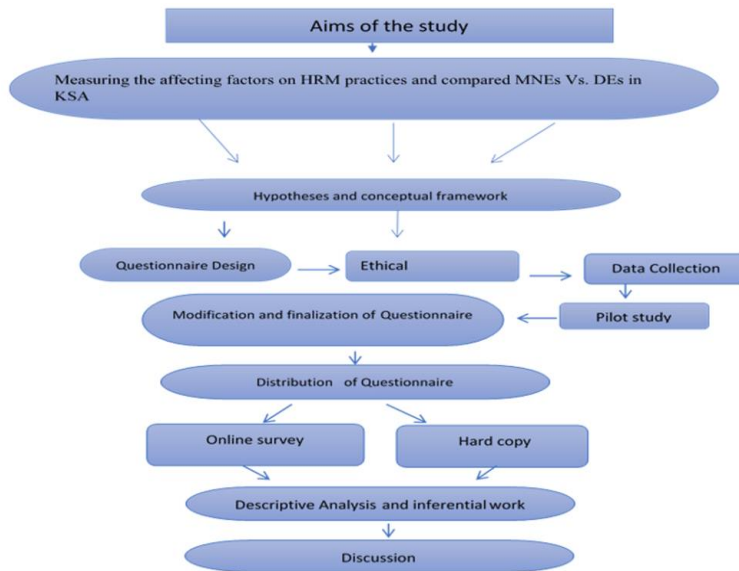 Aims of the study
Measuring the affecting factors on HRM practices and compared MNEs Vs. DEs in
KSA
Hypotheses and conceptual framework
Questionnaire Design
Ethical
Data Collection
Modification and finalization of Questionnaire
Pilot study
Distribution of Questionnaire
Online survey
Hard copy
Descriptive Analysis and inferential work
Discussion